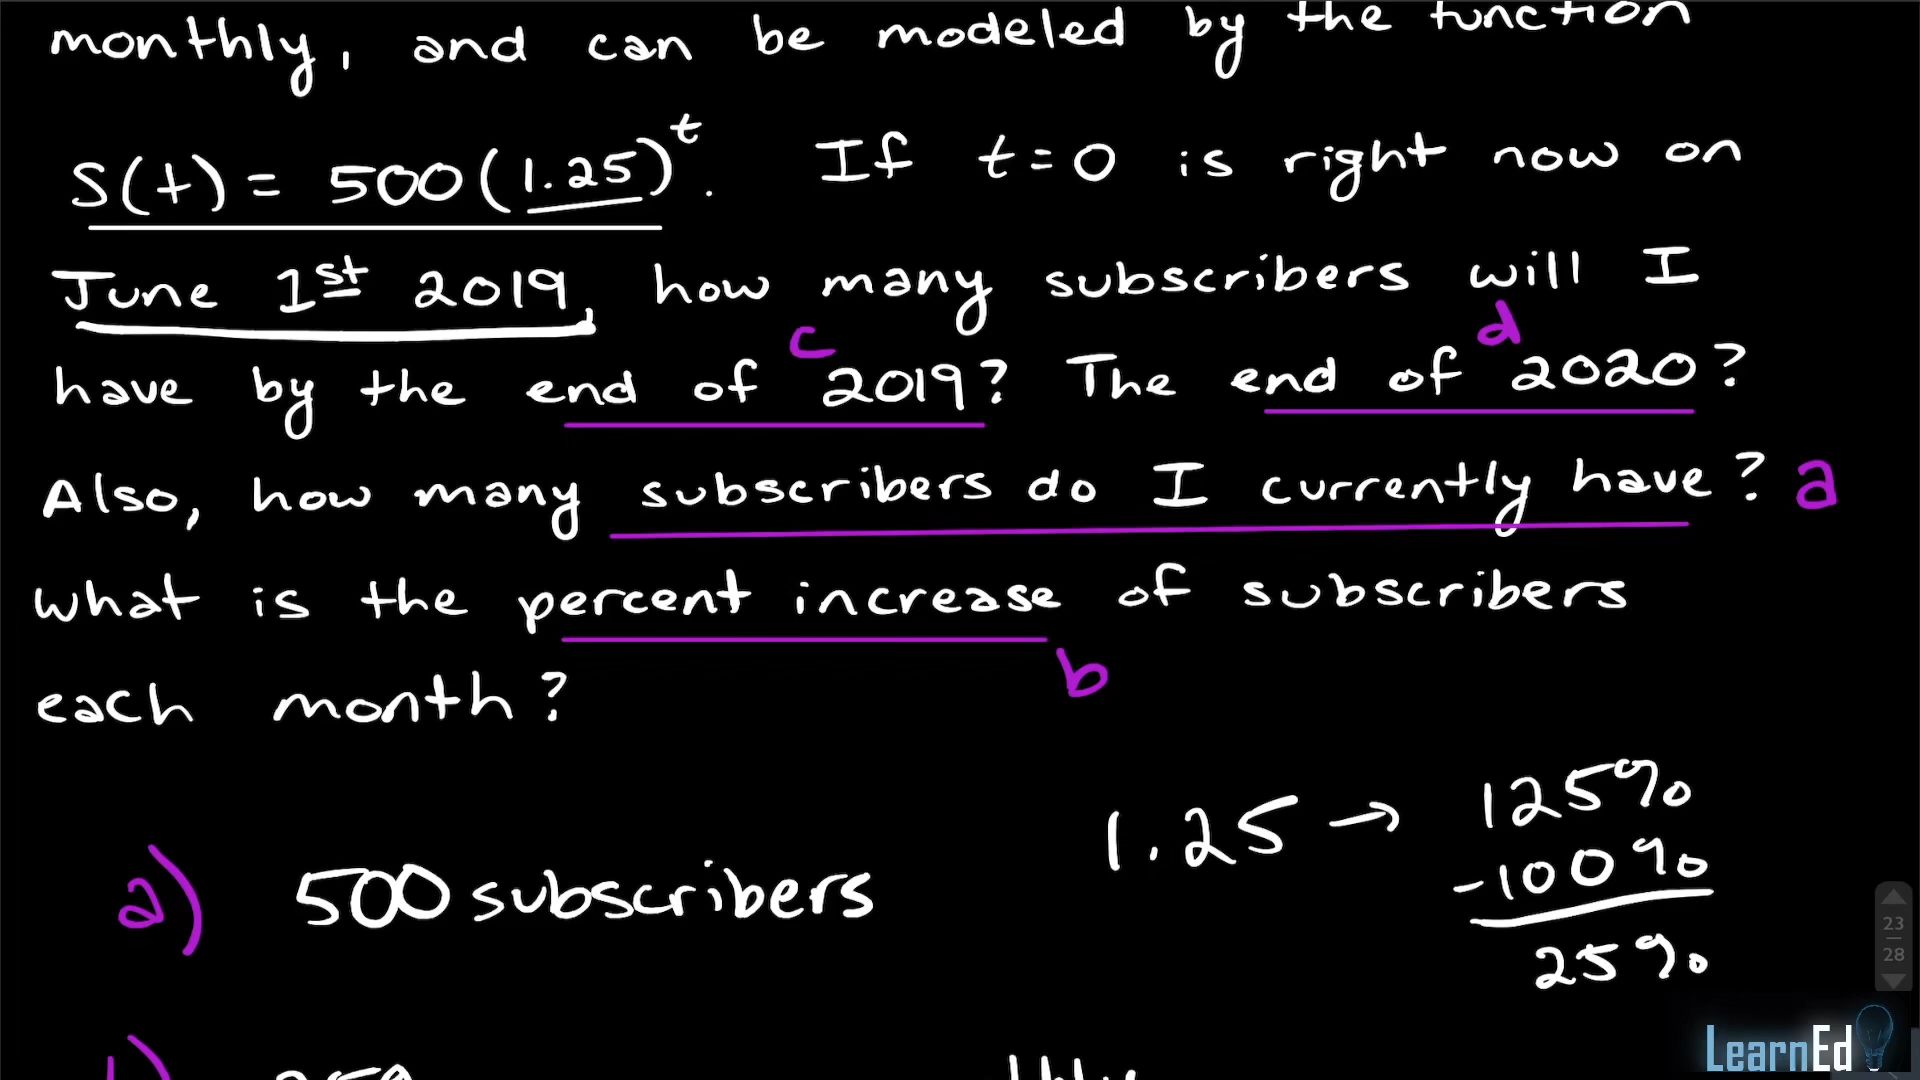 monthly, and can be modeled by the function
S(t) = 500(1.25)^t. If t=0 is right now on
June 1st 2019, how many subscribers will I
c d
have by the end of 2019? The end of 2020?
Also, how many subscribers do I currently have? a
what is the percent increase of subscribers
b
each month?
1.25 → 125%
-100%
25%
a) 500 subscribers
23
28
LearnEd